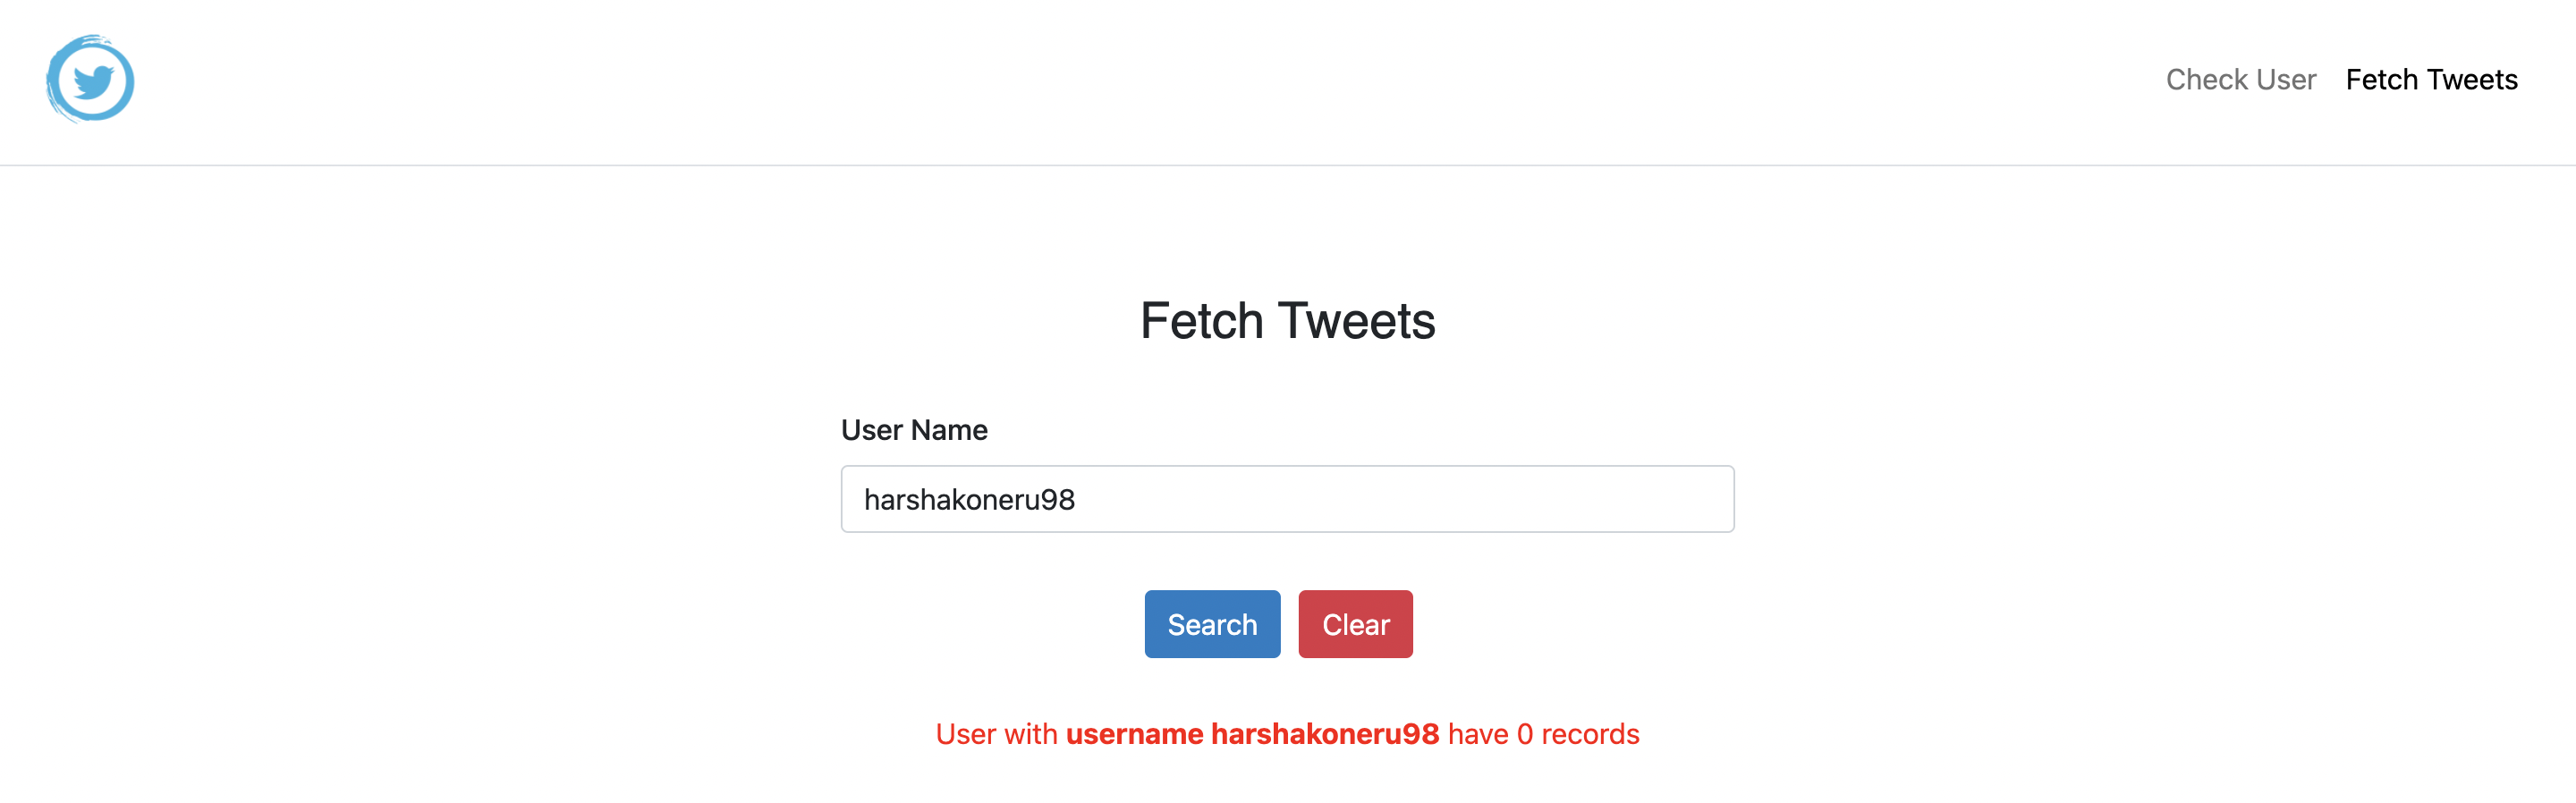 Check User Fetch Tweets
Fetch Tweets
User Name
harshakoneru98
Search Clear
User with username harshakoneru98 have 0 records